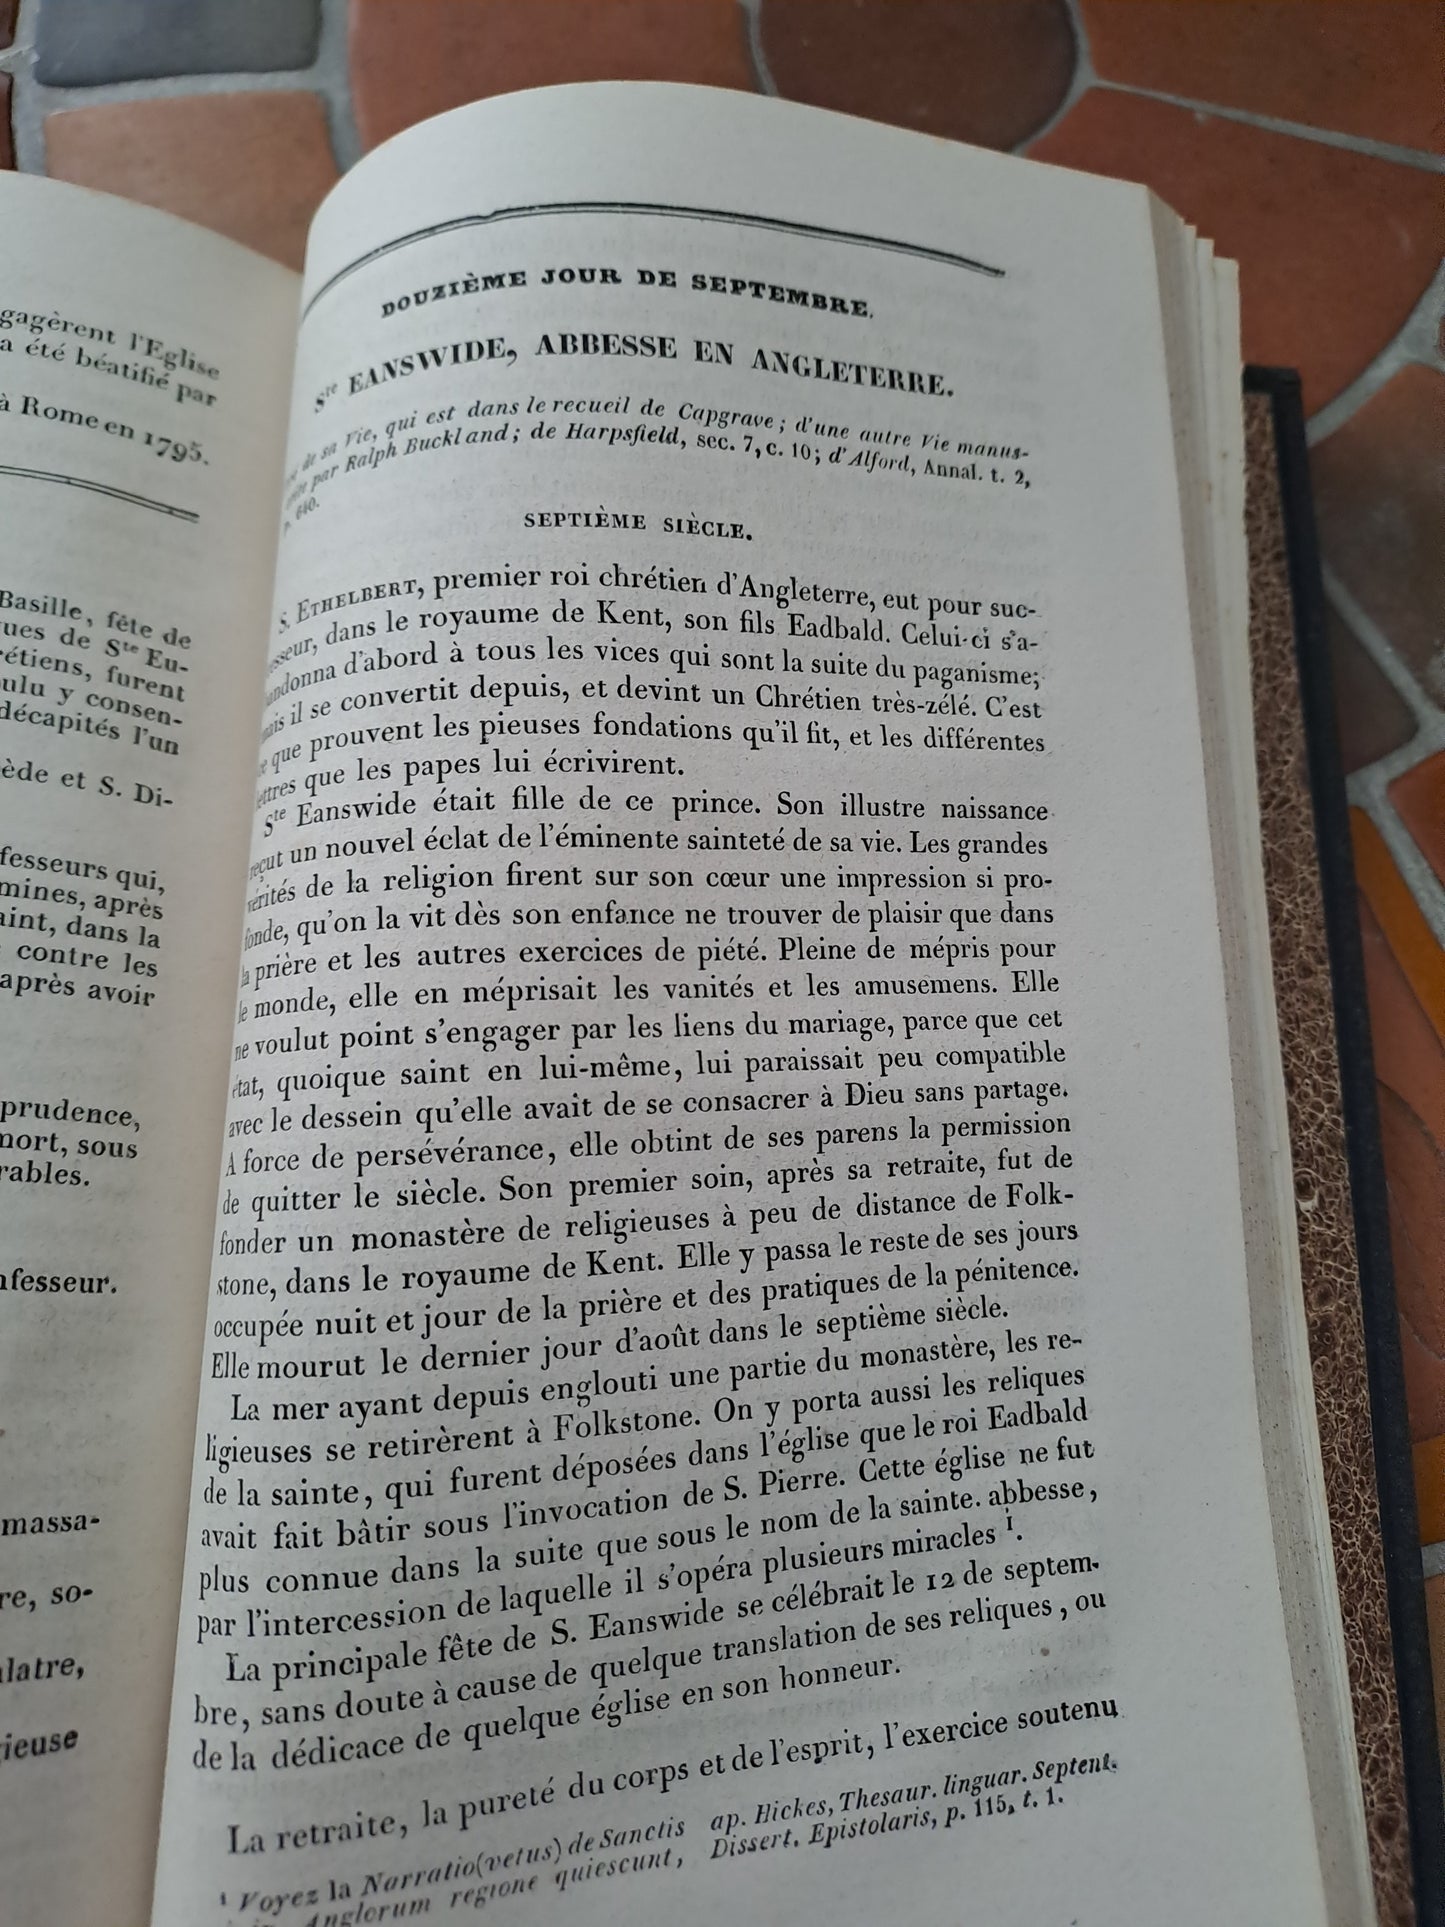 gagèrent l'Eglise
a été béatifié par
à Rome en 1795.
Basille, fête de
gues de Ste Eu-
rétiens, furent
oulu y consen-
décapités l'un
ède et S. Di-
fesseurs qui,
mines, après
aint, dans la
contre les
après avoir
prudence,
mort, sous
rables.
nfesseur.
massa-
re, so-
latre,
gieuse
DOUZIÈME JOUR DE SEPTEMBRE.
Ste EANSWIDE, ABBESSE EN ANGLETERRE.
de sa Vie, qui est dans le recueil de Capgrave; d'une autre Vie manus-
par Ralph Buckland; de Harpsfield, sec. 7, c. 10; d'Alford, Annal. t. 2,
p. 640.
SEPTIÈME SIÈCLE.
S. ETHELBERT, premier roi chrétien d'Angleterre, eut pour suc-
esseur, dans le royaume de Kent, son fils Eadbald. Celui-ci s'a-
andonna d'abord à tous les vices qui sont la suite du paganisme;
mais il se convertit depuis, et devint un Chrétien très-zélé. C'est
ce que prouvent les pieuses fondations qu'il fit, et les différentes
lettres que les papes lui écrivirent.
Ste Eanswide était fille de ce prince. Son illustre naissance
reçut un nouvel éclat de l'éminente sainteté de sa vie. Les grandes
vérités de la religion firent sur son cœur une impression si pro-
fonde, qu'on la vit dès son enfance ne trouver de plaisir que dans
la prière et les autres exercices de piété. Pleine de mépris pour
le monde, elle en méprisait les vanités et les amusemens. Elle
ne voulut point s'engager par les liens du mariage, parce que cet
état, quoique saint en lui-même, lui paraissait peu compatible
avec le dessein qu'elle avait de se consacrer à Dieu sans partage.
A force de persévérance, elle obtint de ses parens la permission
de quitter le siècle. Son premier soin, après sa retraite, fut de
fonder un monastère de religieuses à peu de distance de Folk-
stone, dans le royaume de Kent. Elle y passa le reste de ses jours
occupée nuit et jour de la prière et des pratiques de la pénitence.
Elle mourut le dernier jour d'août dans le septième siècle.
La mer ayant depuis englouti une partie du monastère, les re-
ligieuses se retirèrent à Folkstone. On y porta aussi les reliques
de la sainte, qui furent déposées dans l'église que le roi Eadbald
avait fait bâtir sous l'invocation de S. Pierre. Cette église ne fut
plus connue dans la suite que sous le nom de la sainte. abbesse,
par l'intercession de laquelle il s'opéra plusieurs miracles 1.
La principale fête de S. Eanswide se célébrait le 12 de septem-
bre, sans doute à cause de quelque translation de ses reliques, ou
de la dédicace de quelque église en son honneur.
La retraite, la pureté du corps et de l'esprit, l'exercice soutenu
1 Voyez la Narratio (vetus) de Sanctis ap. Hickes, Thesaur. linguar. Septent.
Anglorum regione quiescunt, Dissert. Epistolaris, p. 115, t. 1.